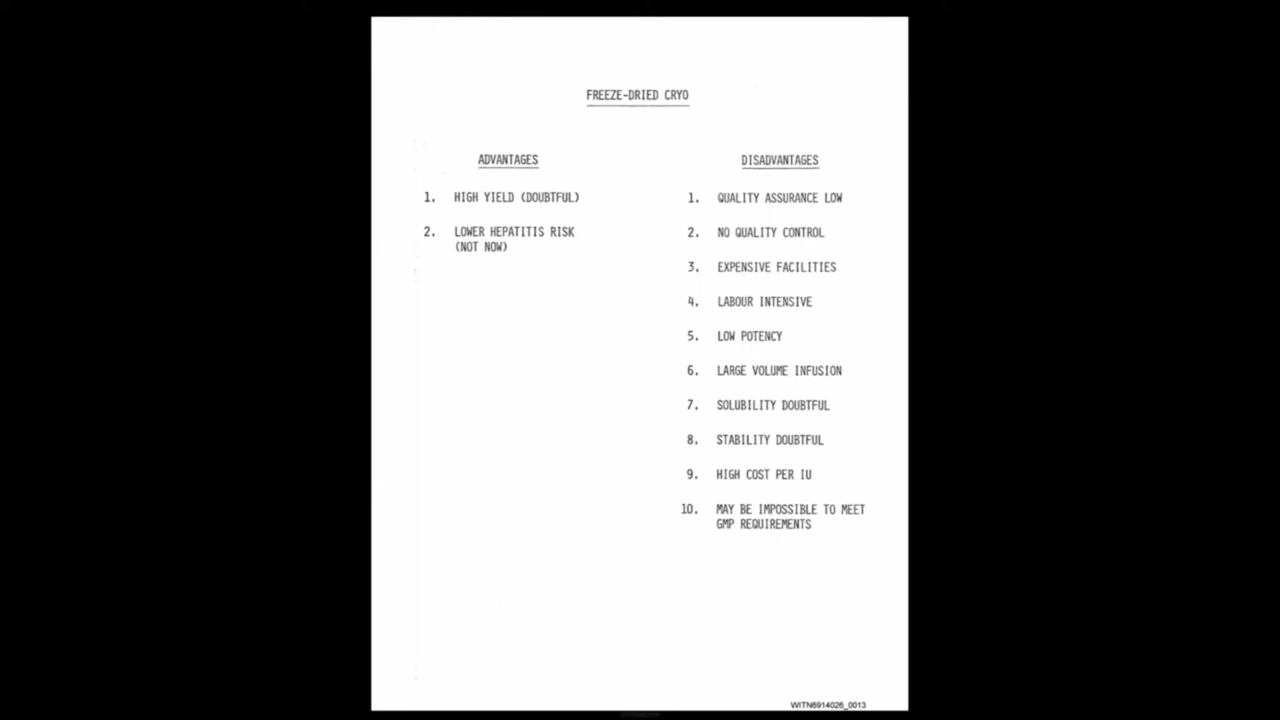 FREEZE-DRIED CRYO
ADVANTAGES
1. HIGH YIELD (DOUBTFUL)
2. LOWER HEPATITIS RISK
(NOT NOW)
DISADVANTAGES
1. QUALITY ASSURANCE LOW
2. NO QUALITY CONTROL
3. EXPENSIVE FACILITIES
4. LABOUR INTENSIVE
5. LOW POTENCY
6. LARGE VOLUME INFUSION
7. SOLUBILITY DOUBTFUL
8. STABILITY DOUBTFUL
9. HIGH COST PER IU
10. MAY BE IMPOSSIBLE TO MEET
GMP REQUIREMENTS
WITN6914026_0013